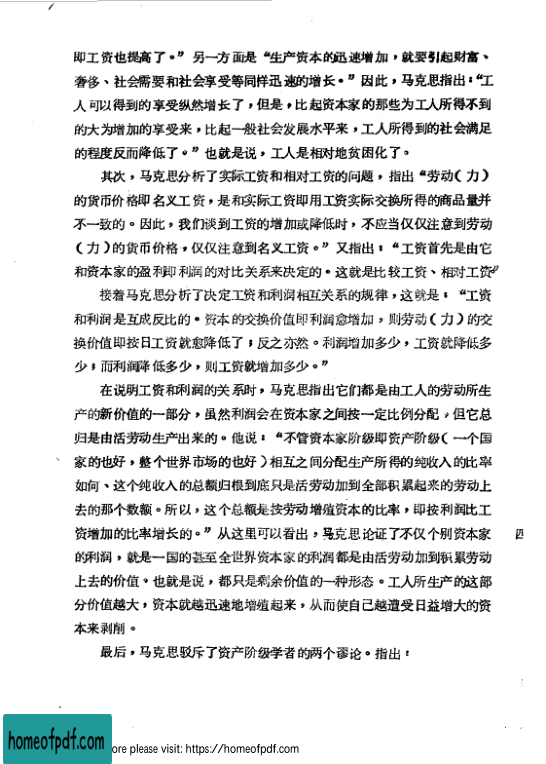 即工资也提高了。”另一方面是“生产资本的迅速增加，就要引起财富、
奢侈、社会需要和社会享受等同样迅速的增长。”因此，马克思指出：“工
人可以得到的享受纵然增长了，但是，比起资本家的那些为工人所得不到
的大为增加的享受来，比起一般社会发展水平来，工人所得到的社会满足
的程度反而降低了。”也就是说，工人是相对地贫困化了。
其次，马克思分析了实际工资和相对工资的问题，指出“劳动（力）
的货币价格即名义工资，是和实际工资即用工资实际交换所得的商品量并
不一致的。因此，我们谈到工资的增加或降低时，不应当仅仅注意到劳动
（力）的货币价格，仅仅注意到名义工资。”又指出：“工资首先是由它
和资本家的盈利即利润的对比关系来决定的。这就是比较工资、相对工资”
接着马克思分析了决定工资和利润相互关系的规律，这就是：“工资
和利润是互成反比的。资本的交换价值即利润愈增加，则劳动（力）的交
换价值即按日工资就愈降低了；反之亦然。利润增加多少，工资就降低多
少；而利润降低多少，则工资就增加多少。”
在说明工资和利润的关系时，马克思指出它们都是由工人的劳动所生
产的新价值的一部分，虽然利润会在资本家之间按一定比例分配，但它总
归是由活劳动生产出来的。他说：“不管资本家阶级即资产阶级（一个国
家的也好，整个世界市场的也好）相互之间分配生产所得的纯收入的比率
如何、这个纯收入的总额归根到底只是活劳动加到全部积累起来的劳动上
去的那个数额。所以，这个总额是按劳动增殖资本的比率，即按利润比工
资增加的比率增长的。”从这里可以看出，马克思论证了不仅个别资本家
的利润，就是一国的甚至全世界资本家的利润都是由活劳动加到积累劳动
上去的价值。也就是说，都只是剩余价值的一种形态。工人所生产的这部
分价值越大，资本就越迅速地增殖起来，从而使自己越遭受日益增大的资
本来剥削。
最后，马克思驳斥了资产阶级学者的两个谬论。指出：
四
homeofpdf.com
ore please visit: https://homeofpdf.com